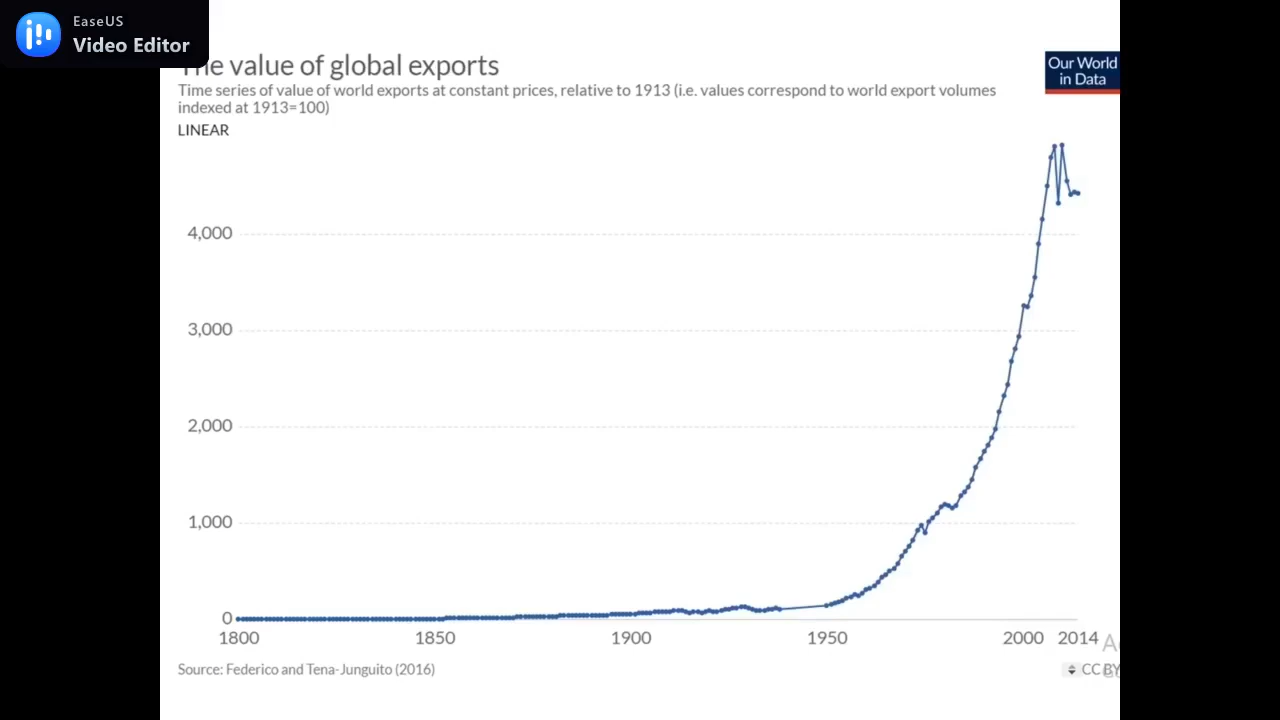 EaseUS
Video Editor
The value of global exports
Our World
in Data
Time series of value of world exports at constant prices, relative to 1913 (i.e. values correspond to world export volumes
indexed at 1913=100)
LINEAR
4,000
3,000
2,000
1,000
0
1800 1850 1900 1950 2000 2014
Source: Federico and Tena-Junguito (2016)
CC BY